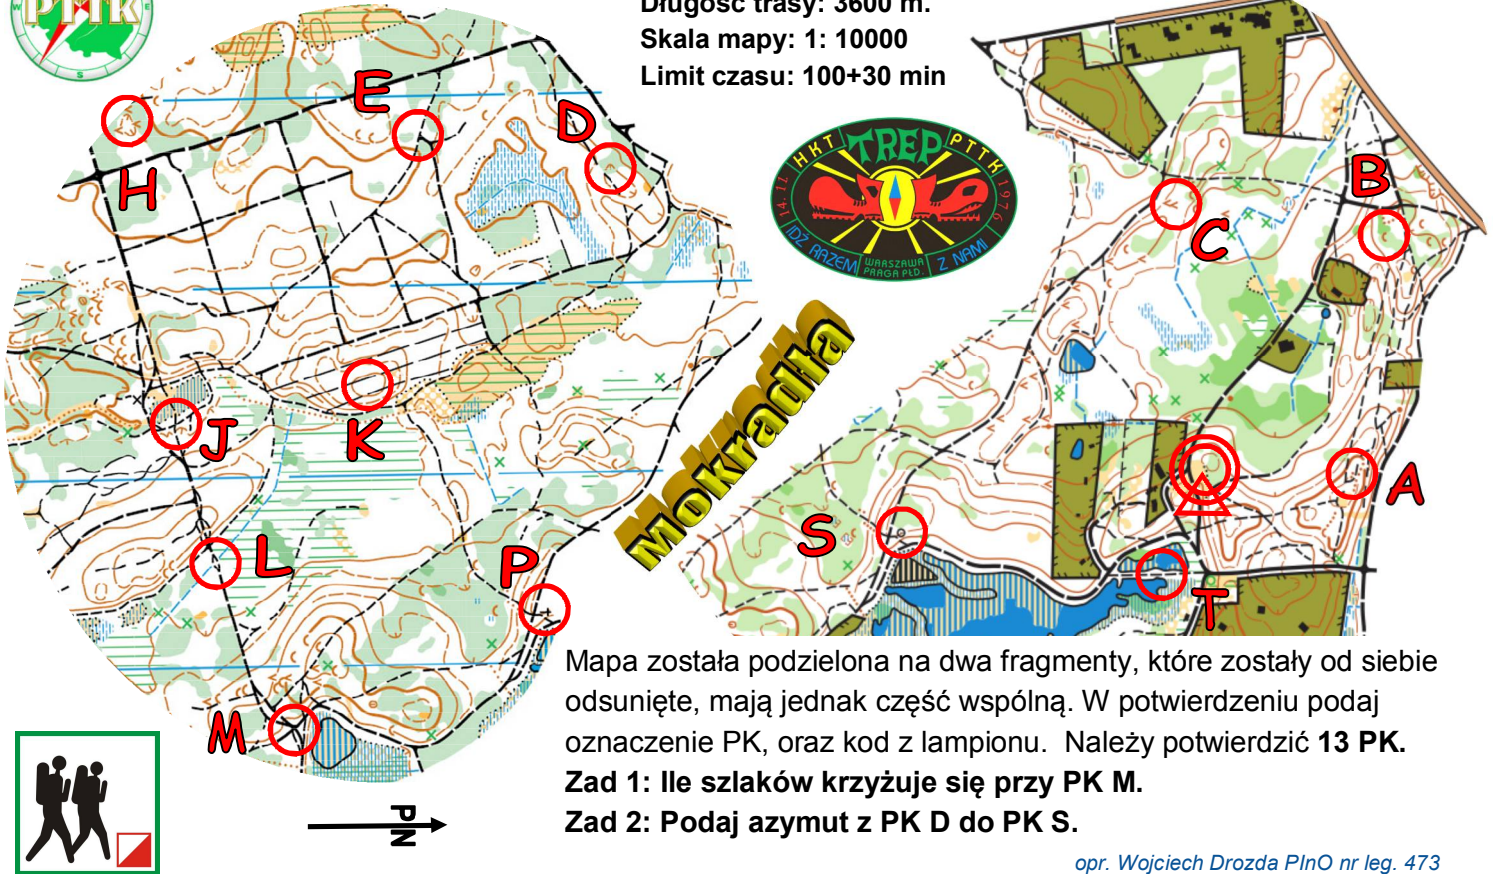 PTTK
W
E
S
Długość trasy: 3600 m.
Skala mapy: 1: 10000
Limit czasu: 100+30 min
E
D
H
HKT TREP PTTK
14.11
1976
IDŹ RAZEM WARSZAWA PRAGA PŁD. Z NAMI
B
C
J
K
Mokradła
S
A
L
P
T
M
Mapa została podzielona na dwa fragmenty, które zostały od siebie
odsunięte, mają jednak część wspólną. W potwierdzeniu podaj
oznaczenie PK, oraz kod z lampionu. Należy potwierdzić 13 PK.
Zad 1: Ile szlaków krzyżuje się przy PK M.
Zad 2: Podaj azymut z PK D do PK S.
PN
opr. Wojciech Drozda PInO nr leg. 473